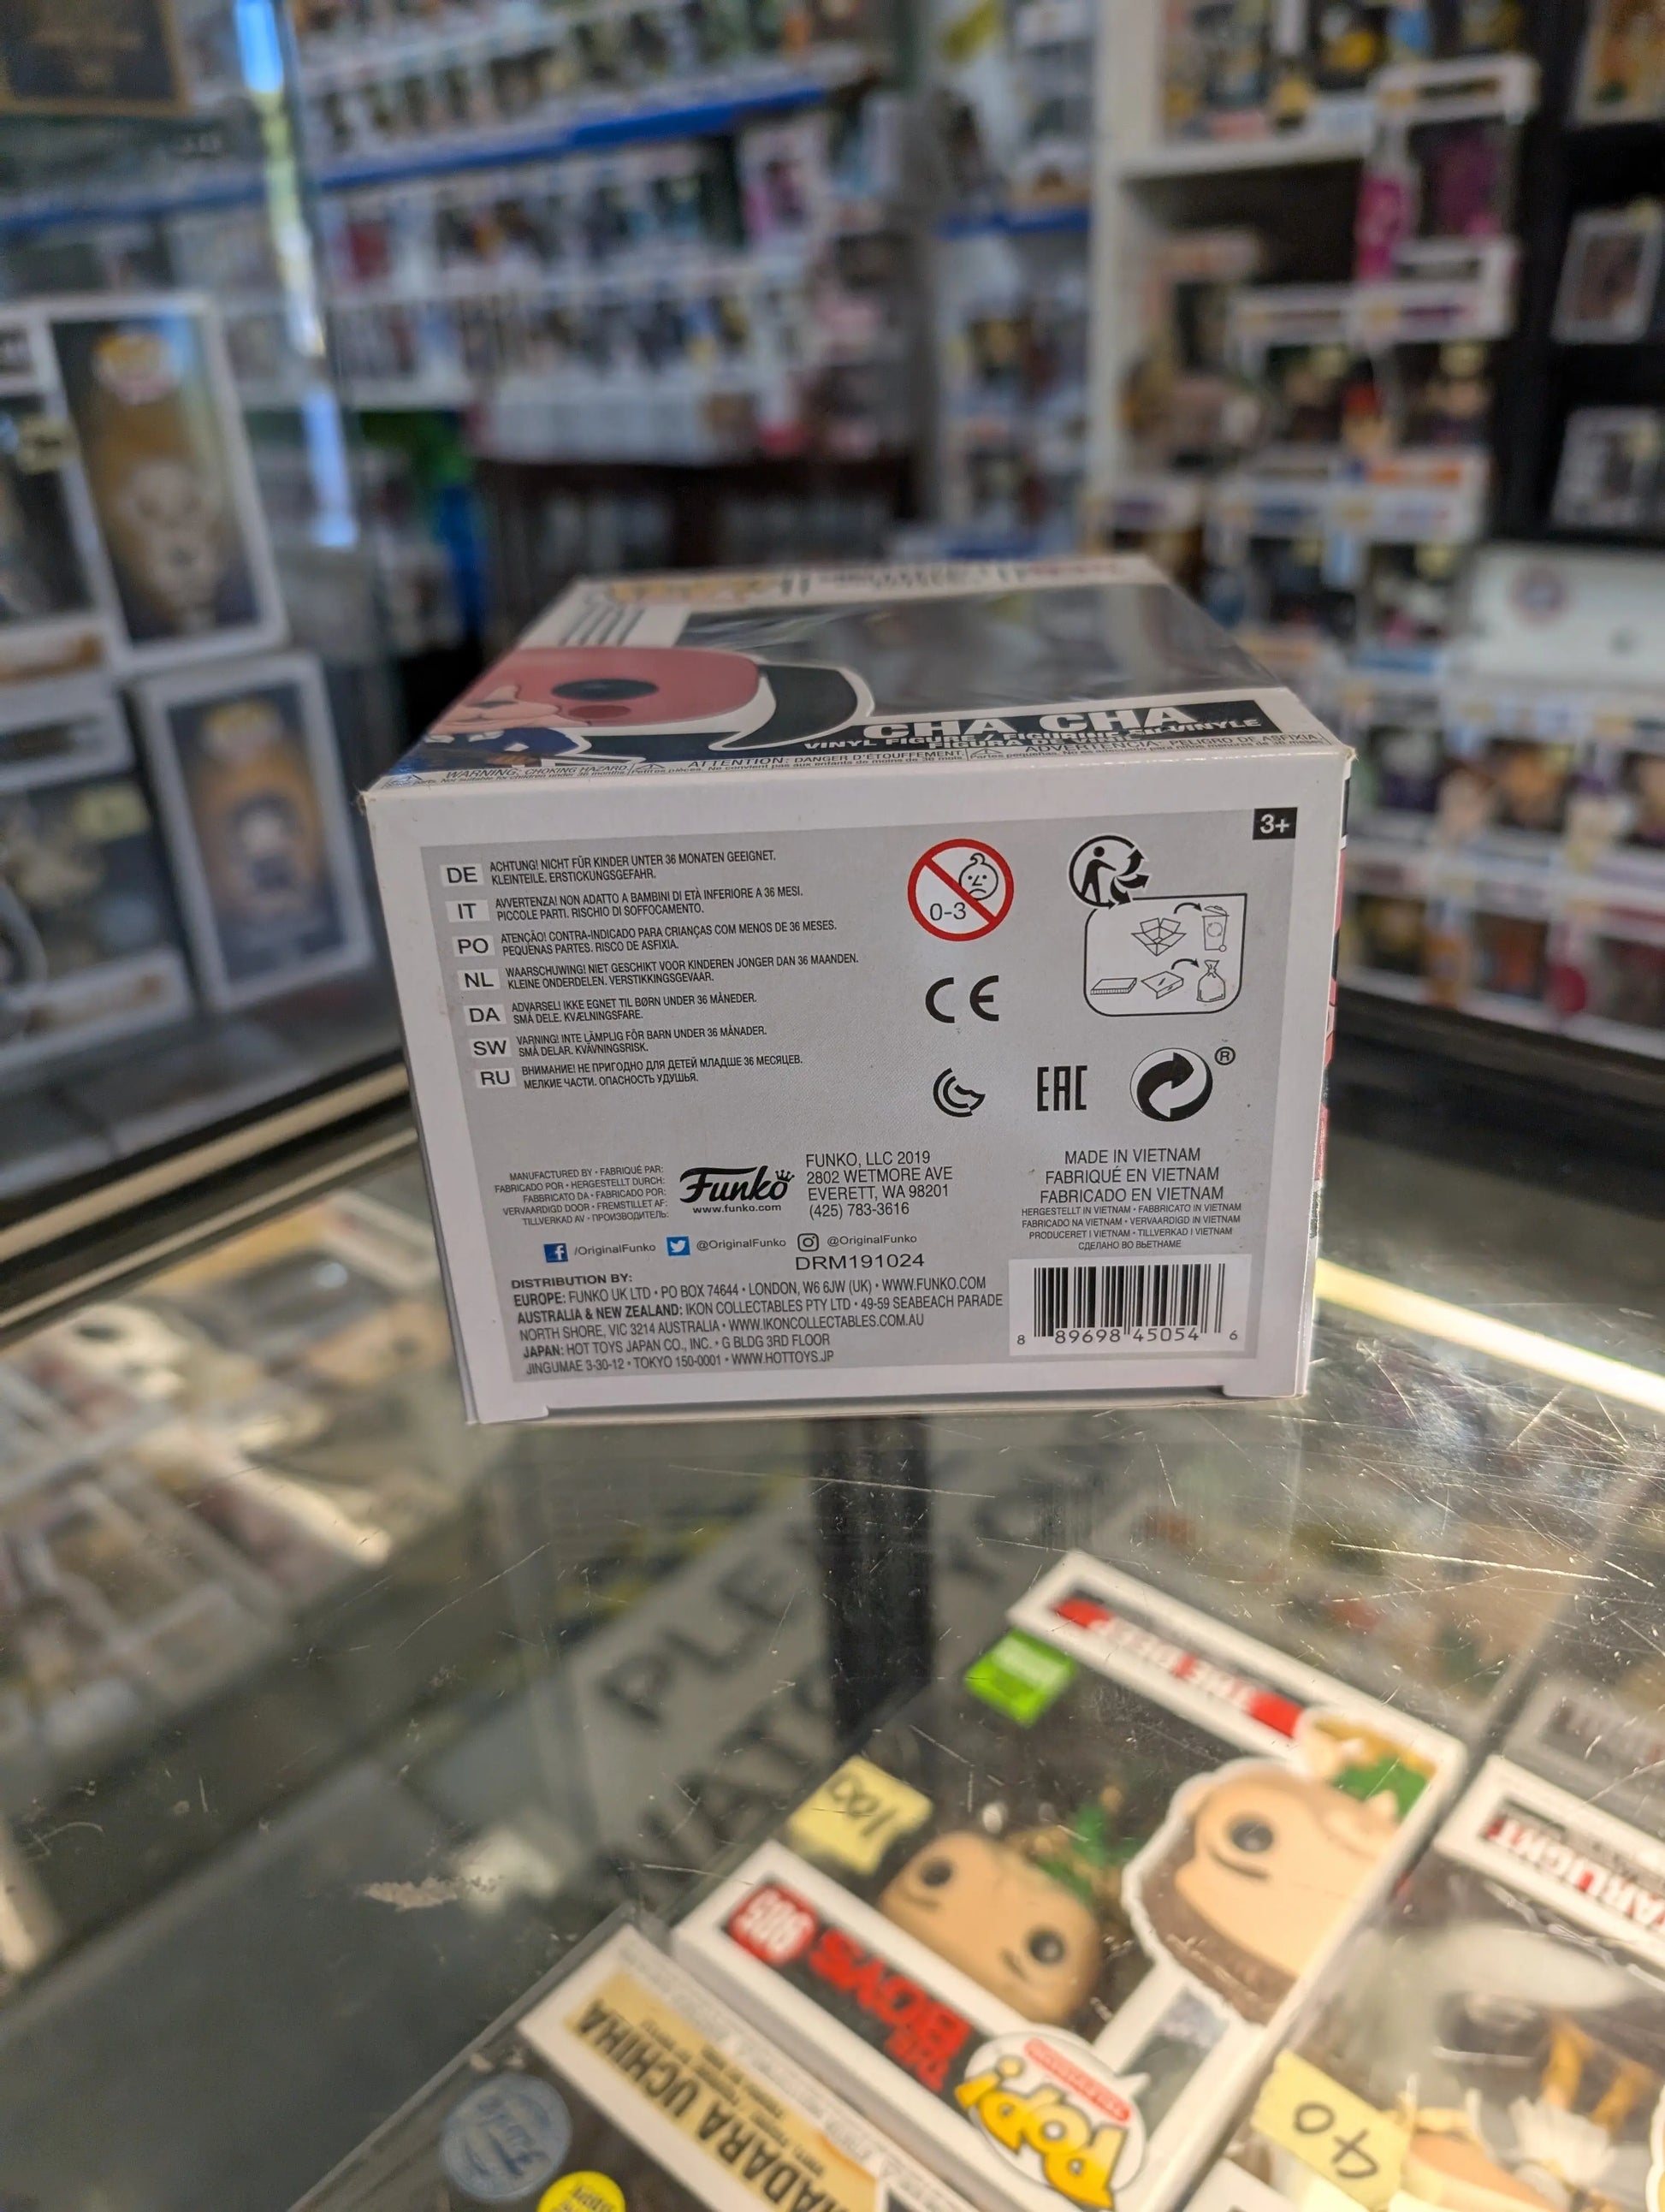 CHA CHA
VINYL FIGURE / FIGURINE EN VINYLE
WARNING: CHOKING HAZARD
ATTENTION: DANGER D'ÉTOUFFEMENT.
ADVERTENCIA: PELIGRO DE ASFIXIA
3+
DE ACHTUNG! NICHT FÜR KINDER UNTER 36 MONATEN GEEIGNET.
KLEINTEILE. ERSTICKUNGSGEFAHR.
IT AVVERTENZA! NON ADATTO A BAMBINI DI ETÀ INFERIORE A 36 MESI.
PICCOLE PARTI. RISCHIO DI SOFFOCAMENTO.
PO ATENÇÃO! CONTRA-INDICADO PARA CRIANÇAS COM MENOS DE 36 MESES.
PEQUENAS PARTES. RISCO DE ASFIXIA.
NL WAARSCHUWING! NIET GESCHIKT VOOR KINDEREN JONGER DAN 36 MAANDEN.
KLEINE ONDERDELEN. VERSTIKKINGSGEVAAR.
DA ADVARSEL! IKKE EGNET TIL BØRN UNDER 36 MÅNEDER.
SMÅ DELE. KVÆLNINGSFARE.
SW VARNING! INTE LÄMPLIG FÖR BARN UNDER 36 MÅNADER.
SMÅ DELAR. KVÄVNINGSRISK.
RU ВНИМАНИЕ! НЕ ПРИГОДНО ДЛЯ ДЕТЕЙ МЛАДШЕ 36 МЕСЯЦЕВ.
МЕЛКИЕ ЧАСТИ. ОПАСНОСТЬ УДУШЬЯ.
0-3
CE
EAC
®
MANUFACTURED BY • FABRIQUÉ PAR:
FABRICADO POR • HERGESTELLT DURCH:
FABBRICATO DA • FABRICADO POR:
VERVAARDIGD DOOR • FREMSTILLET AF:
TILLVERKAD AV • ПРОИЗВОДИТЕЛЬ:
Funko
www.funko.com
FUNKO, LLC 2019
2802 WETMORE AVE
EVERETT, WA 98201
(425) 783-3616
MADE IN VIETNAM
FABRIQUÉ EN VIETNAM
FABRICADO EN VIETNAM
HERGESTELLT IN VIETNAM • FABBRICATO IN VIETNAM
FABRICADO NA VIETNAM • VERVAARDIGD IN VIETNAM
PRODUCERET I VIETNAM • TILLVERKAD I VIETNAM
СДЕЛАНО ВО ВЬЕТНАМЕ
f /OriginalFunko @OriginalFunko @OriginalFunko
DRM191024
DISTRIBUTION BY:
EUROPE: FUNKO UK LTD • PO BOX 74644 • LONDON, W6 6JW (UK) • WWW.FUNKO.COM
AUSTRALIA & NEW ZEALAND: IKON COLLECTABLES PTY LTD • 49-59 SEABEACH PARADE
NORTH SHORE, VIC 3214 AUSTRALIA • WWW.IKONCOLLECTABLES.COM.AU
JAPAN: HOT TOYS JAPAN CO., INC. • G BLDG 3RD FLOOR
JINGUMAE 3-30-12 • TOKYO 150-0001 • WWW.HOTTOYS.JP
8 89698 45054 6
THE DEEP
100
905
THE BOYS
POP!
MADARA UCHIHA
STARLIGHT
40
Funko